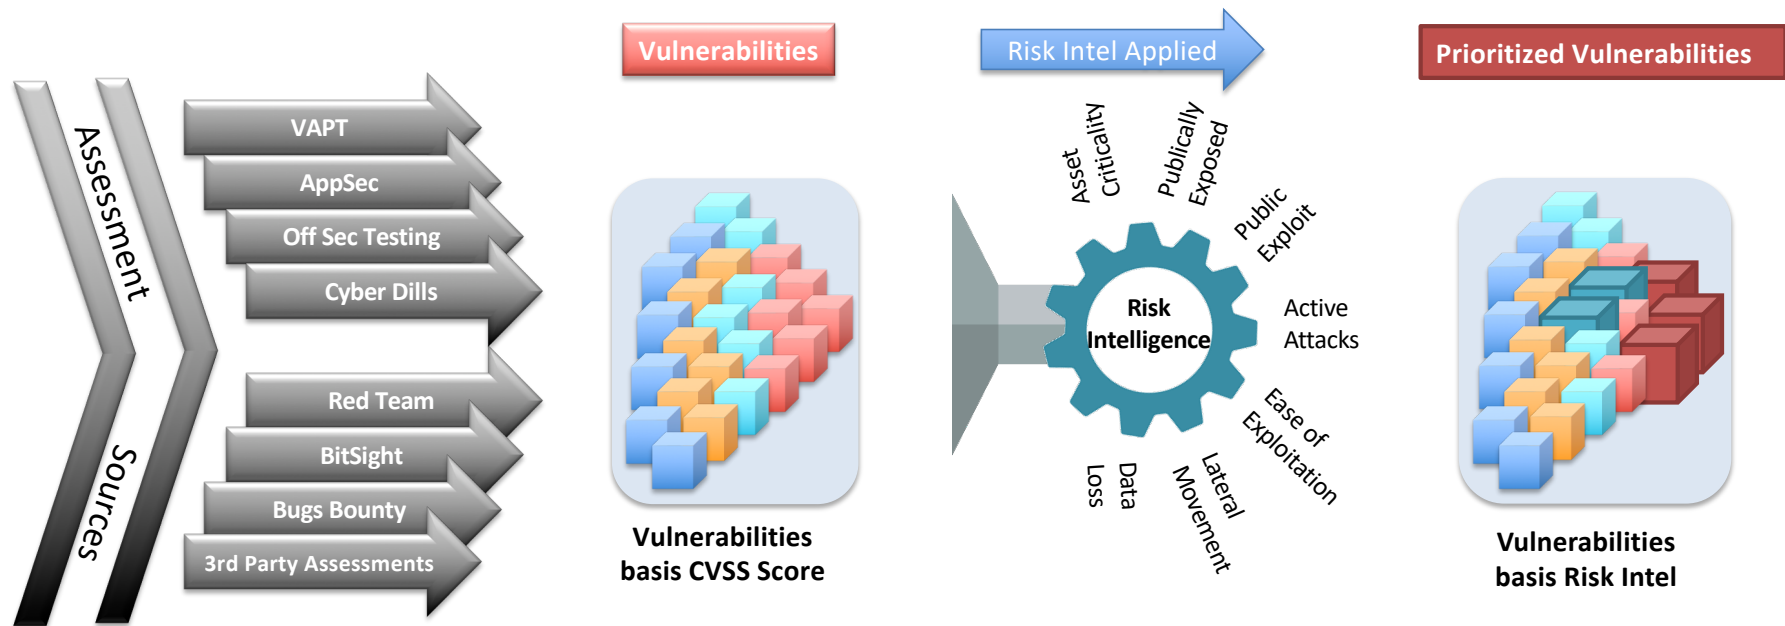 Vulnerabilities
Risk Intel Applied
Prioritized Vulnerabilities
Assessment
Sources
VAPT
AppSec
Off Sec Testing
Cyber Dills
Red Team
BitSight
Bugs Bounty
3rd Party Assessments
Vulnerabilities
basis CVSS Score
Asset
Criticality
Publically
Exposed
Public
Exploit
Active
Attacks
Ease of
Exploitation
Lateral
Movement
Data
Loss
Risk
Intelligence
Vulnerabilities
basis Risk Intel